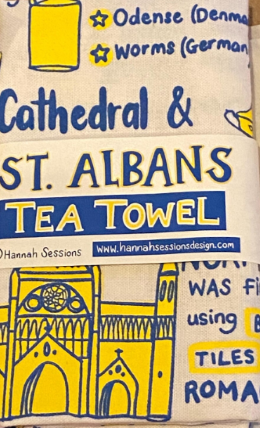 Odense (Denma
Worms (German
Cathedral &
ST. ALBANS
TEA TOWEL
Hannah Sessions
www.hannahsessionsdesign.com
WAS fi
using B
TILES
ROMA